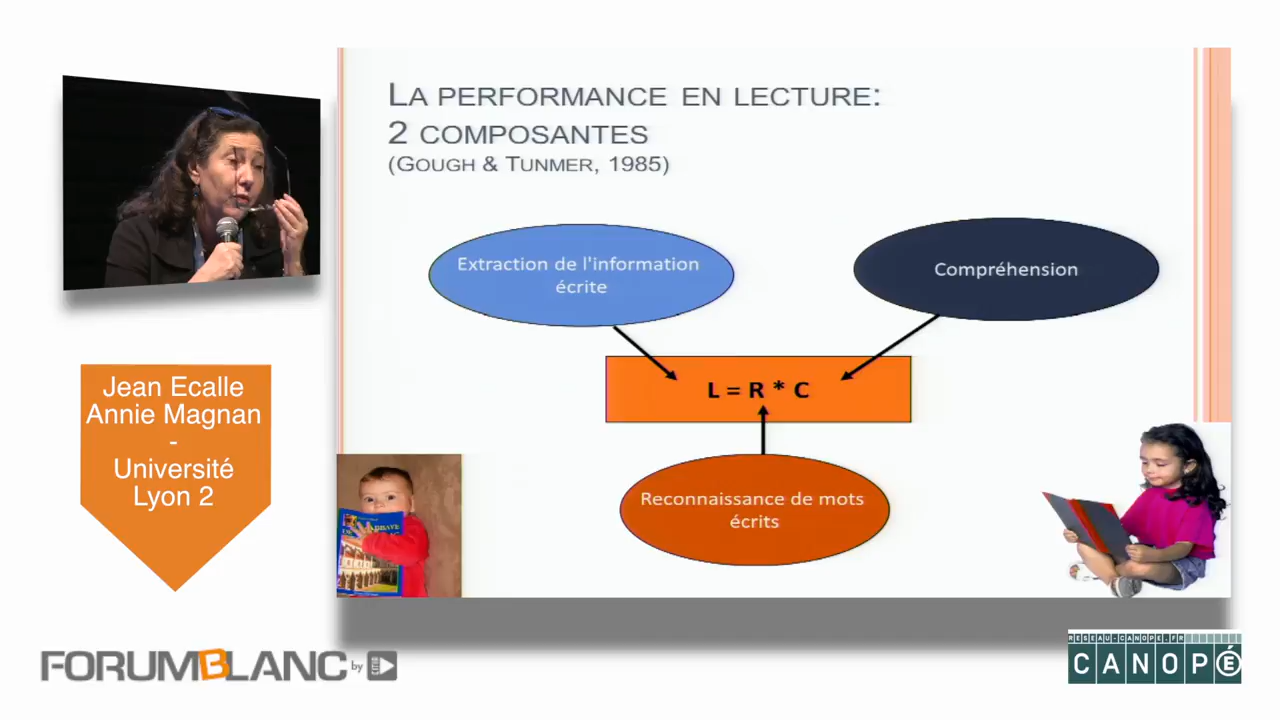 LA PERFORMANCE EN LECTURE:
2 COMPOSANTES
(GOUGH & TUNMER, 1985)
Extraction de l'information
écrite
Compréhension
L = R * C
Reconnaissance de mots
écrits
Jean Ecalle
Annie Magnan
-
Université
Lyon 2
FORUMBLANC by
RESEAU-CANOPE.FR
CANOPÉ